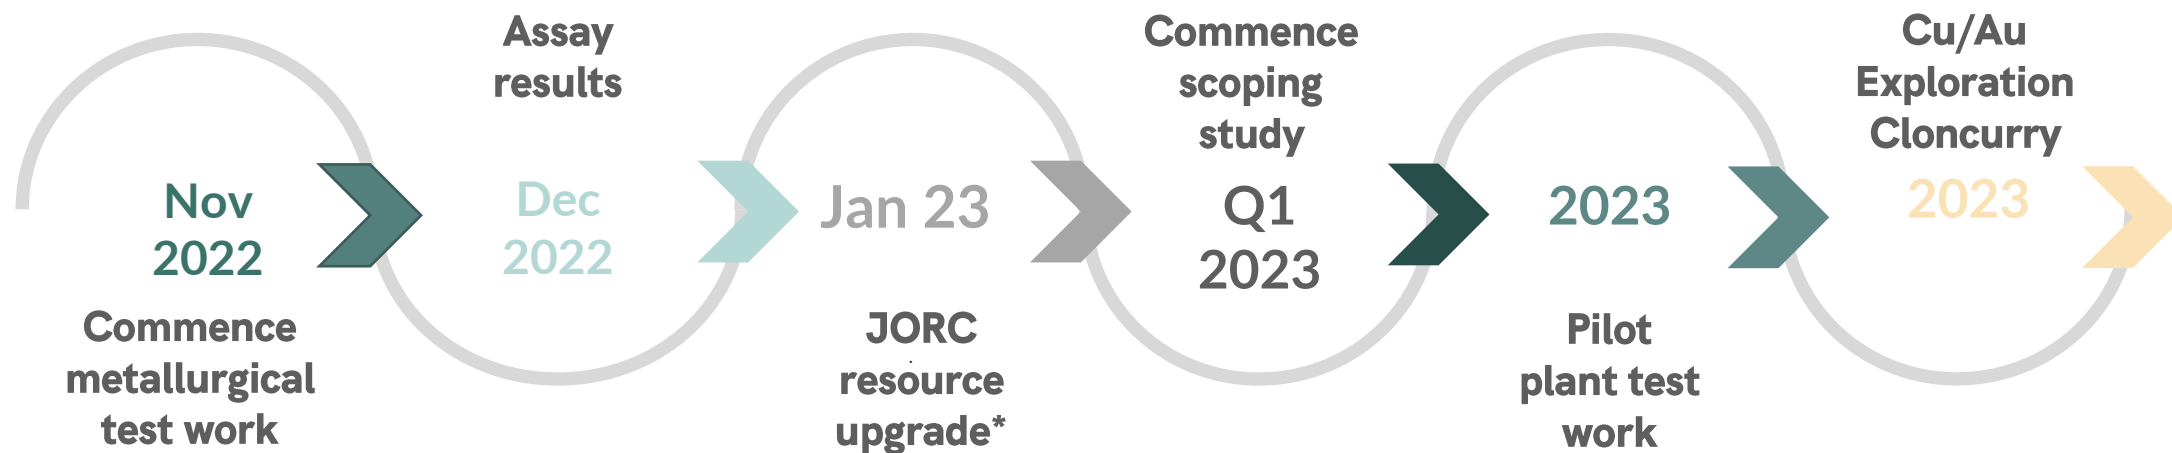 Nov
2022
Commence
metallurgical
test work
Assay
results
Dec
2022
Jan 23
JORC
resource
upgrade*
Commence
scoping
study
Q1
2023
2023
Pilot
plant test
work
Cu/Au
Exploration
Cloncurry
2023